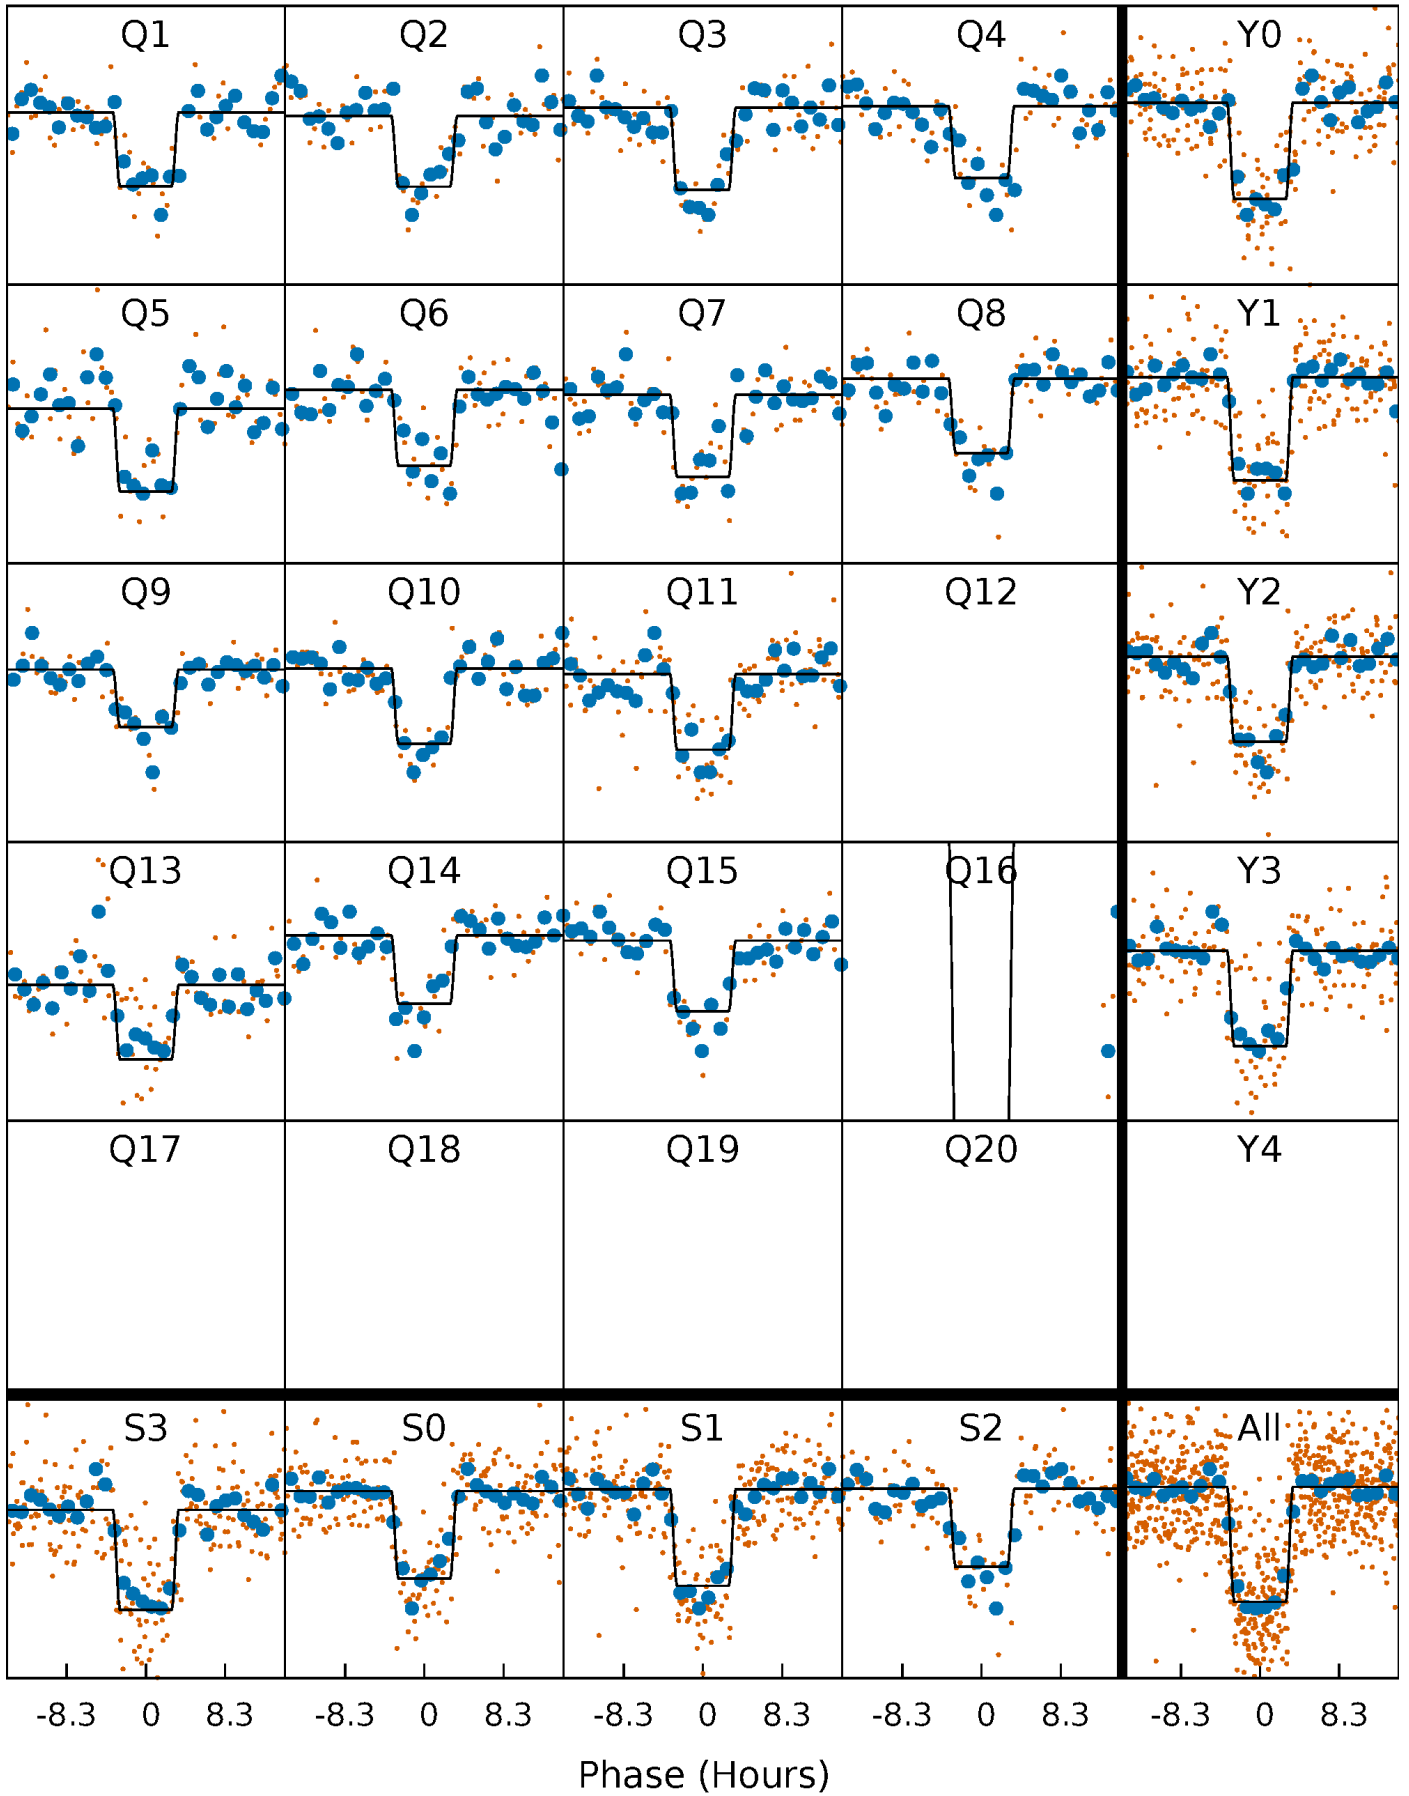 Q1 Q2 Q3 Q4 Y0
Q5 Q6 Q7 Q8 Y1
Q9 Q10 Q11 Q12 Y2
Q13 Q14 Q15 Q16 Y3
Q17 Q18 Q19 Q20 Y4
S3 S0 S1 S2 All
-8.3 0 8.3 -8.3 0 8.3 -8.3 0 8.3 -8.3 0 8.3 -8.3 0 8.3
Phase (Hours)